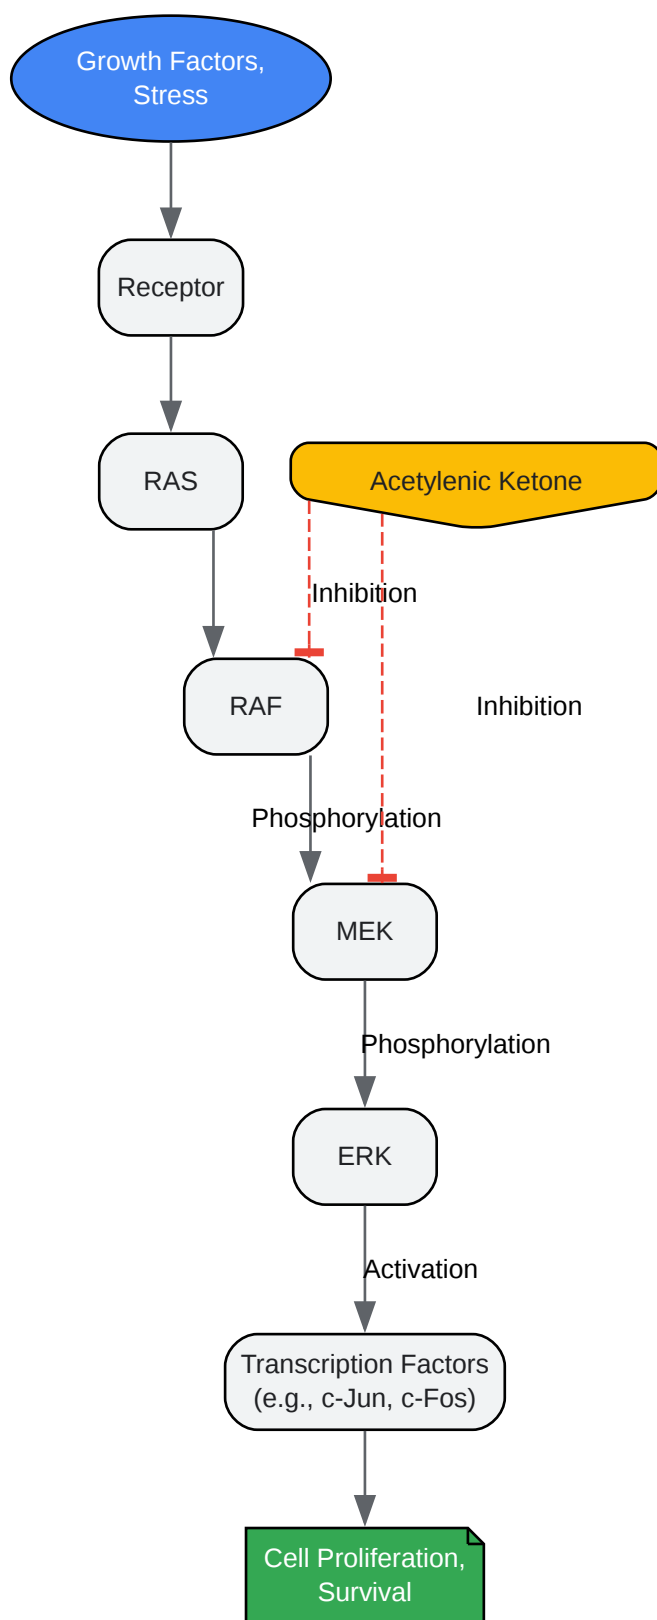 Growth Factors,
Stress
Receptor
RAS
Acetylenic Ketone
Inhibition
RAF
Inhibition
Phosphorylation
MEK
Phosphorylation
ERK
Activation
Transcription Factors
(e.g., c-Jun, c-Fos)
Cell Proliferation,
Survival